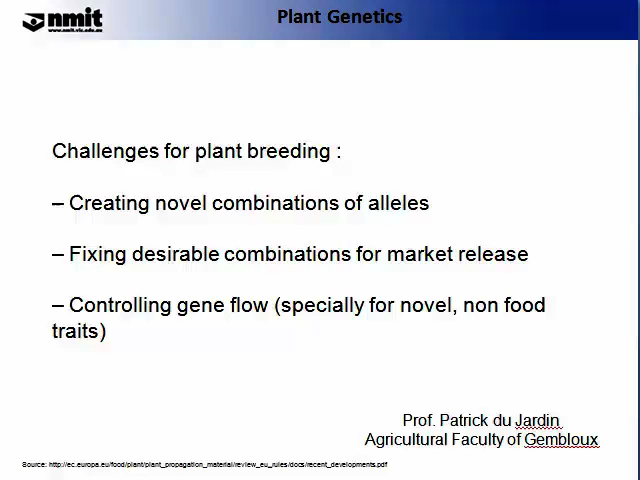 nmit
www.nmit.vic.edu.au
Plant Genetics
Challenges for plant breeding :
– Creating novel combinations of alleles
– Fixing desirable combinations for market release
– Controlling gene flow (specially for novel, non food
traits)
Prof. Patrick du Jardin
Agricultural Faculty of Gembloux
Source: http://ec.europa.eu/food/plant/plant_propagation_material/review_eu_rules/docs/recent_developments.pdf